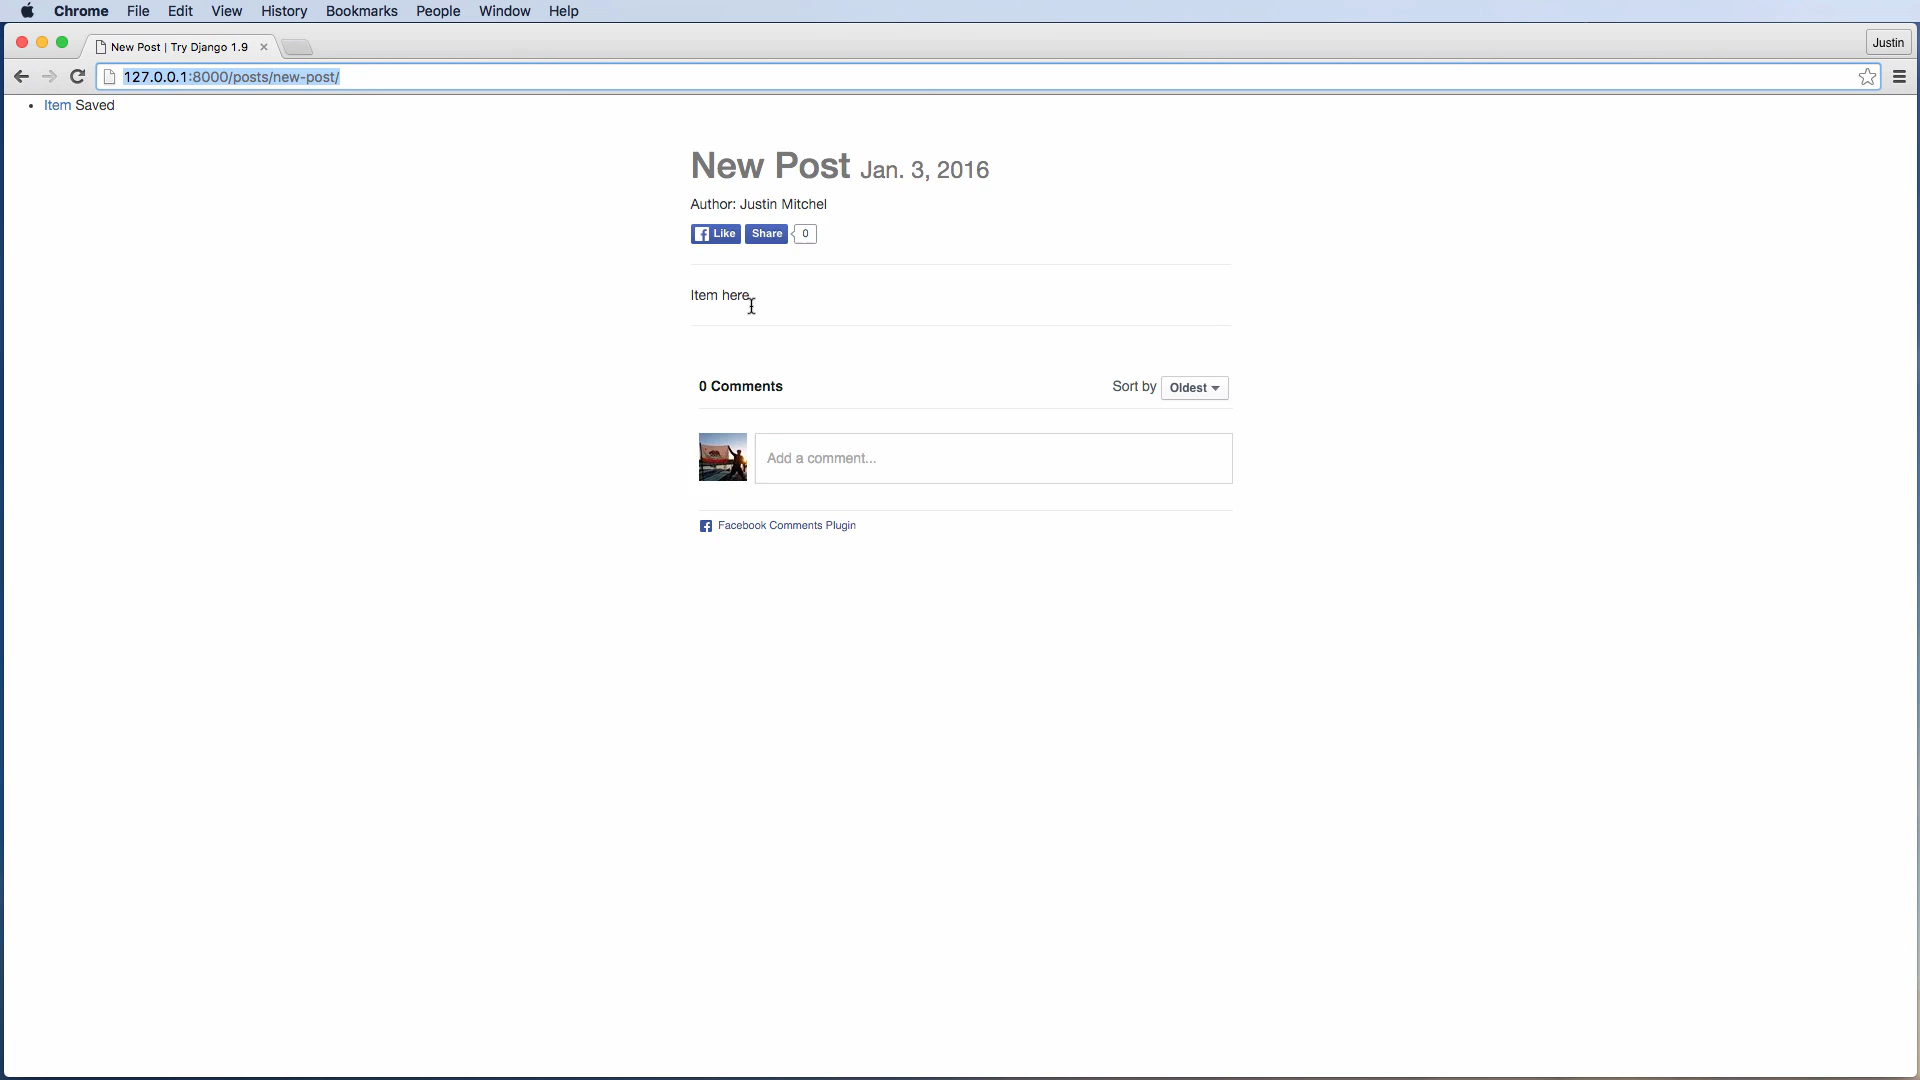 Chrome File Edit View History Bookmarks People Window Help
New Post | Try Django 1.9
Justin
127.0.0.1:8000/posts/new-post/
• Item Saved
New Post Jan. 3, 2016
Author: Justin Mitchel
Like Share 0
Item here
0 Comments Sort by Oldest
Add a comment...
Facebook Comments Plugin